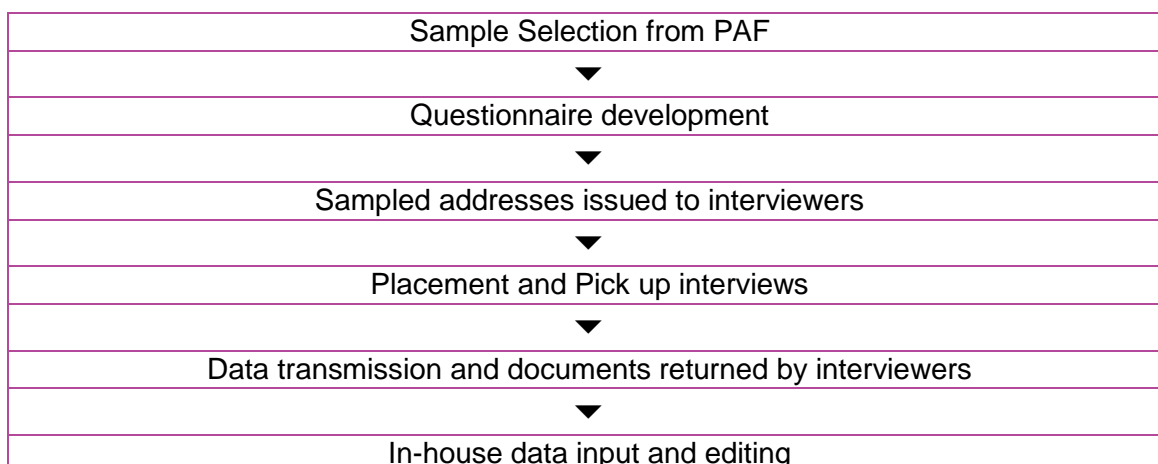 Sample Selection from PAF
Questionnaire development
Sampled addresses issued to interviewers
Placement and Pick up interviews
Data transmission and documents returned by interviewers
In-house data input and editing